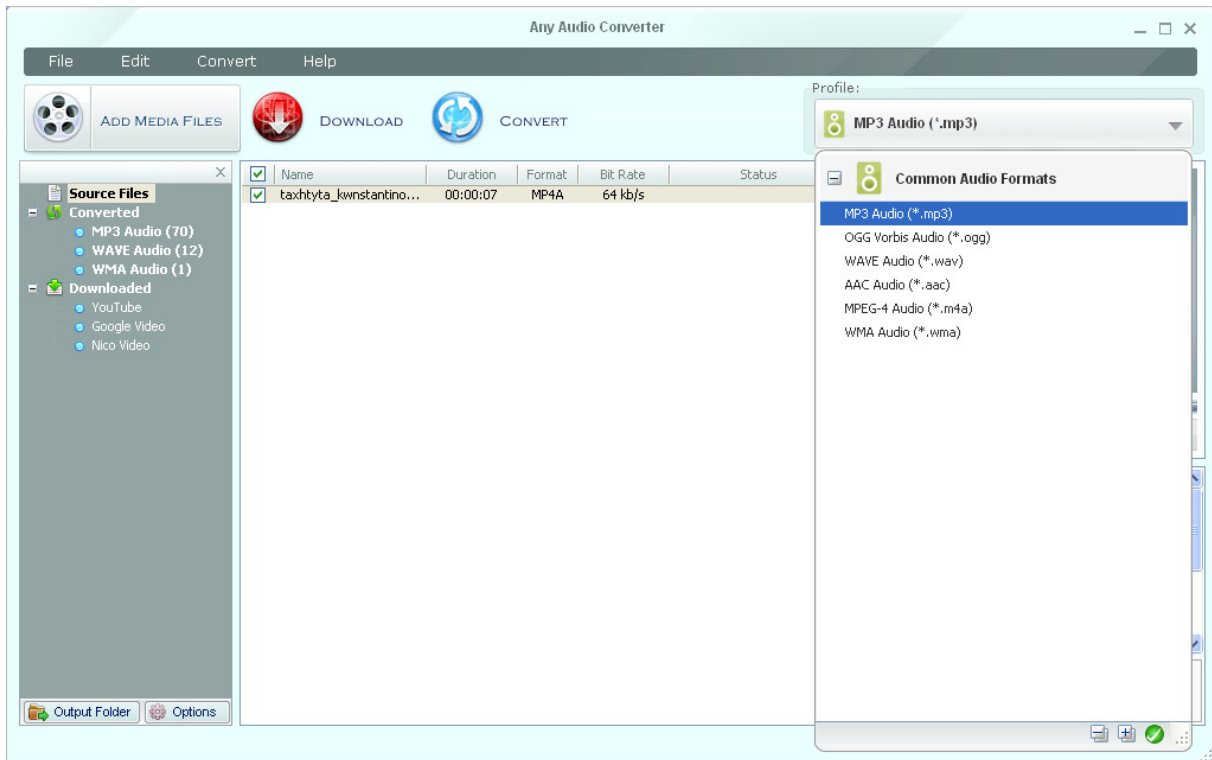 Any Audio Converter
File Edit Convert Help
ADD MEDIA FILES
DOWNLOAD
CONVERT
Profile:
MP3 Audio (*.mp3)
Source Files
Converted
MP3 Audio (70)
WAVE Audio (12)
WMA Audio (1)
Downloaded
YouTube
Google Video
Nico Video
Output Folder
Options
Name Duration Format Bit Rate Status
taxhtyta_kwnstantino... 00:00:07 MP4A 64 kb/s
Common Audio Formats
MP3 Audio (*.mp3)
OGG Vorbis Audio (*.ogg)
WAVE Audio (*.wav)
AAC Audio (*.aac)
MPEG-4 Audio (*.m4a)
WMA Audio (*.wma)